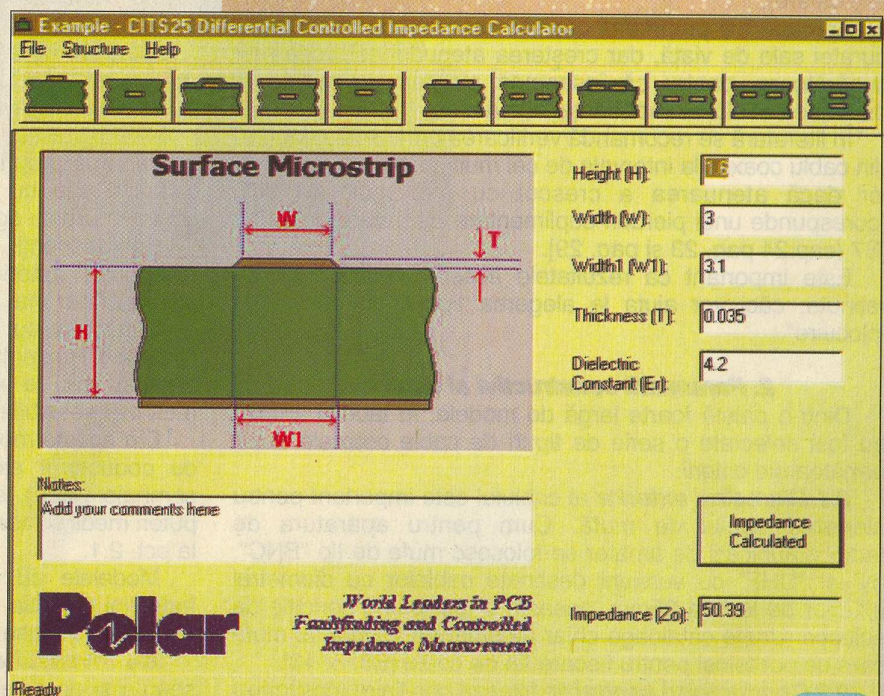 Example - CITS25 Differential Controlled Impedance Calculator
File Structure Help
Surface Microstrip
W
T
H
W1
Height (H): 1.6
Width (W): 3
Width1 (W1): 3.1
Thickness (T): 0.035
Dielectric
Constant (Er): 4.2
Notes:
Add your comments here
Impedance
Calculated
Polar
World Leaders in PCB
Faultfinding and Controlled
Impedance Measurement
Impedance (Zo): 50.39
Ready